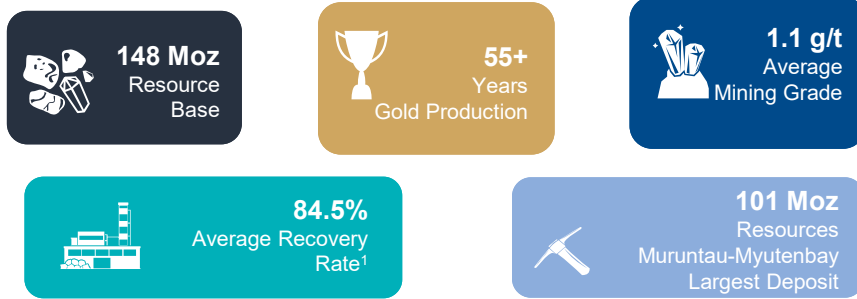 148 Moz
Resource
Base
55+
Years
Gold Production
1.1 g/t
Average
Mining Grade
84.5%
Average Recovery
Rate¹
101 Moz
Resources
Muruntau-Myutenbay
Largest Deposit